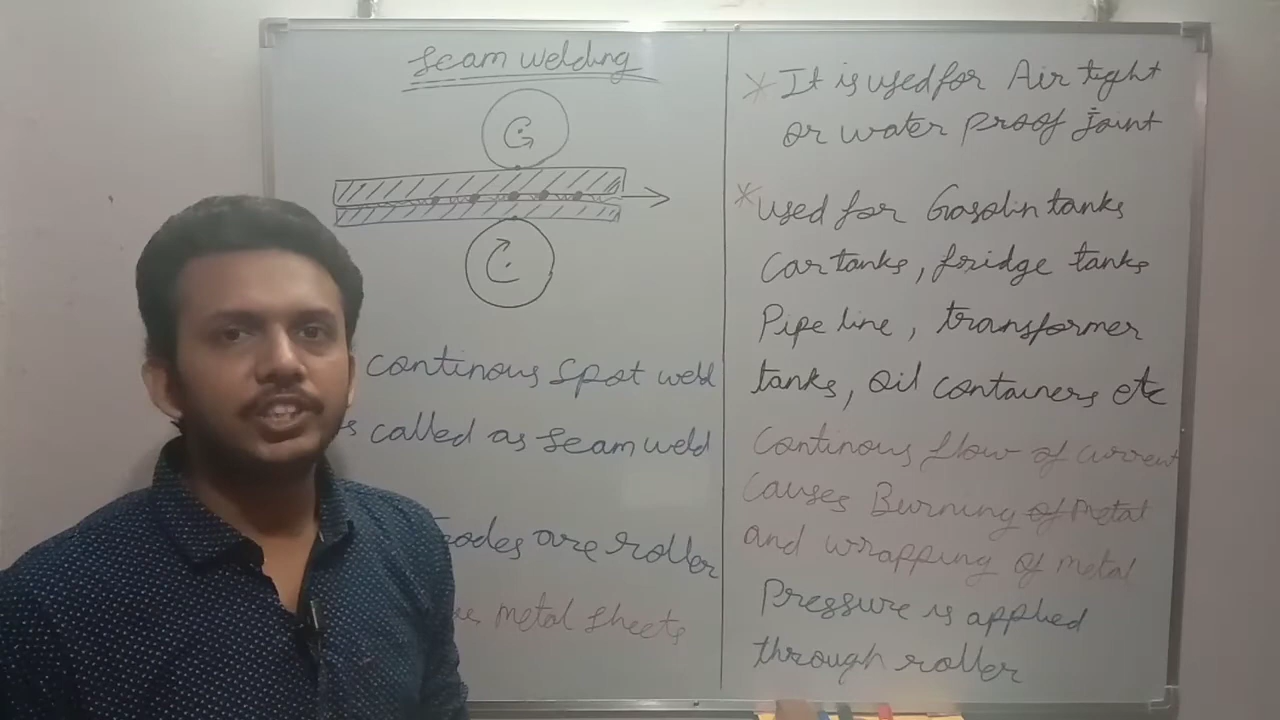 Seam welding
continous spot weld
is called as seam weld
rodes are roller
metal sheets
* It is used for Air tight
or water proof joint
* used for Gasolin tanks
Car tanks, fridge tanks
Pipe line, transformer
tanks, oil containers etc
Continous flow of current
causes Burning of metal
and wrapping of metal
Pressure is applied
through roller